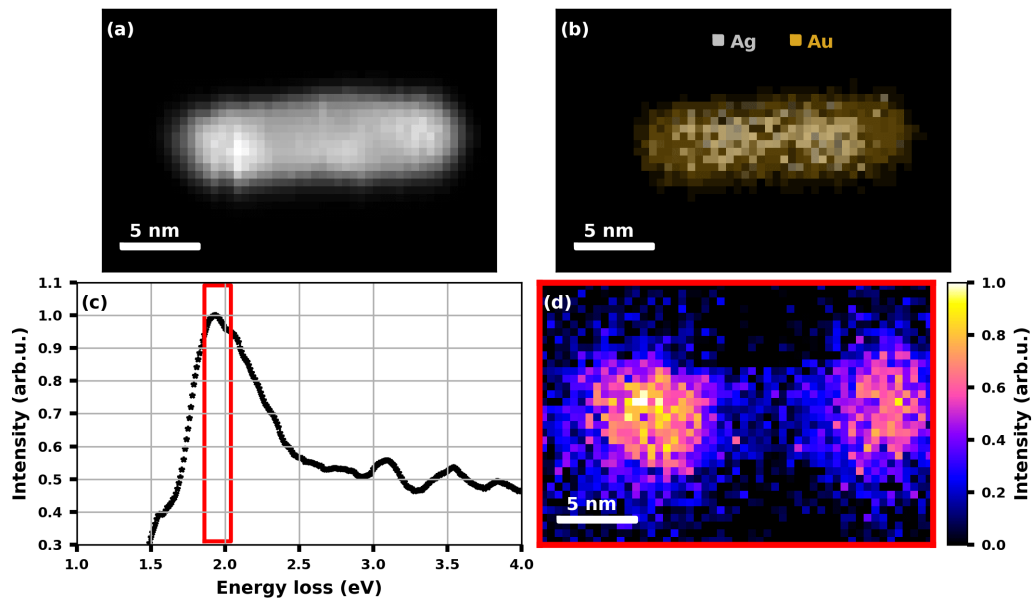 (a)
5 nm
(b)
Ag
Au
5 nm
(c)
Intensity (arb.u.)
1.1
1.0
0.9
0.8
0.7
0.6
0.5
0.4
0.3
1.0
1.5
2.0
2.5
3.0
3.5
4.0
Energy loss (eV)
(d)
5 nm
1.0
0.8
0.6
0.4
0.2
0.0
Intensity (arb.u.)